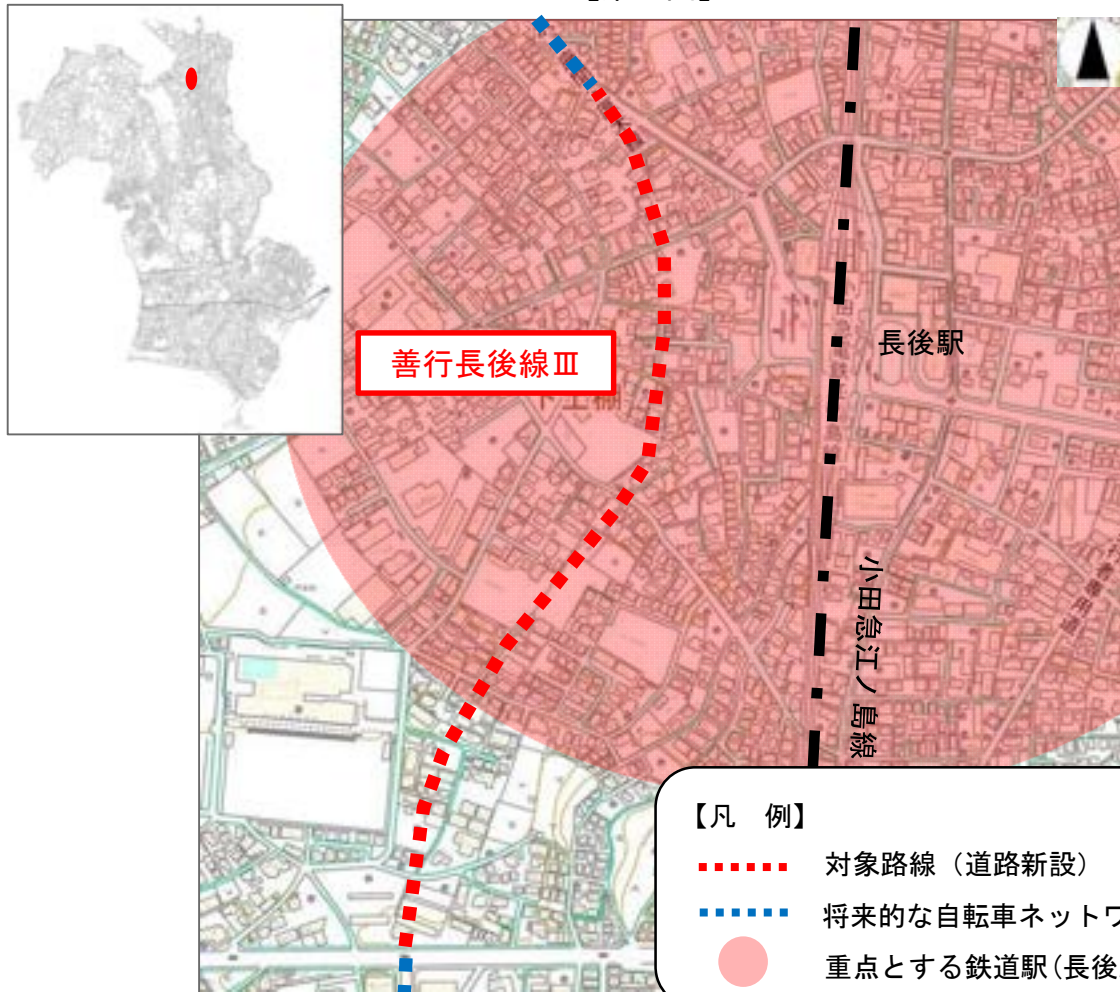 善行長後線Ⅲ
長後駅
小田急江ノ島線
【凡　例】
対象路線（道路新設）
将来的な自転車ネットワ
重点とする鉄道駅(長後